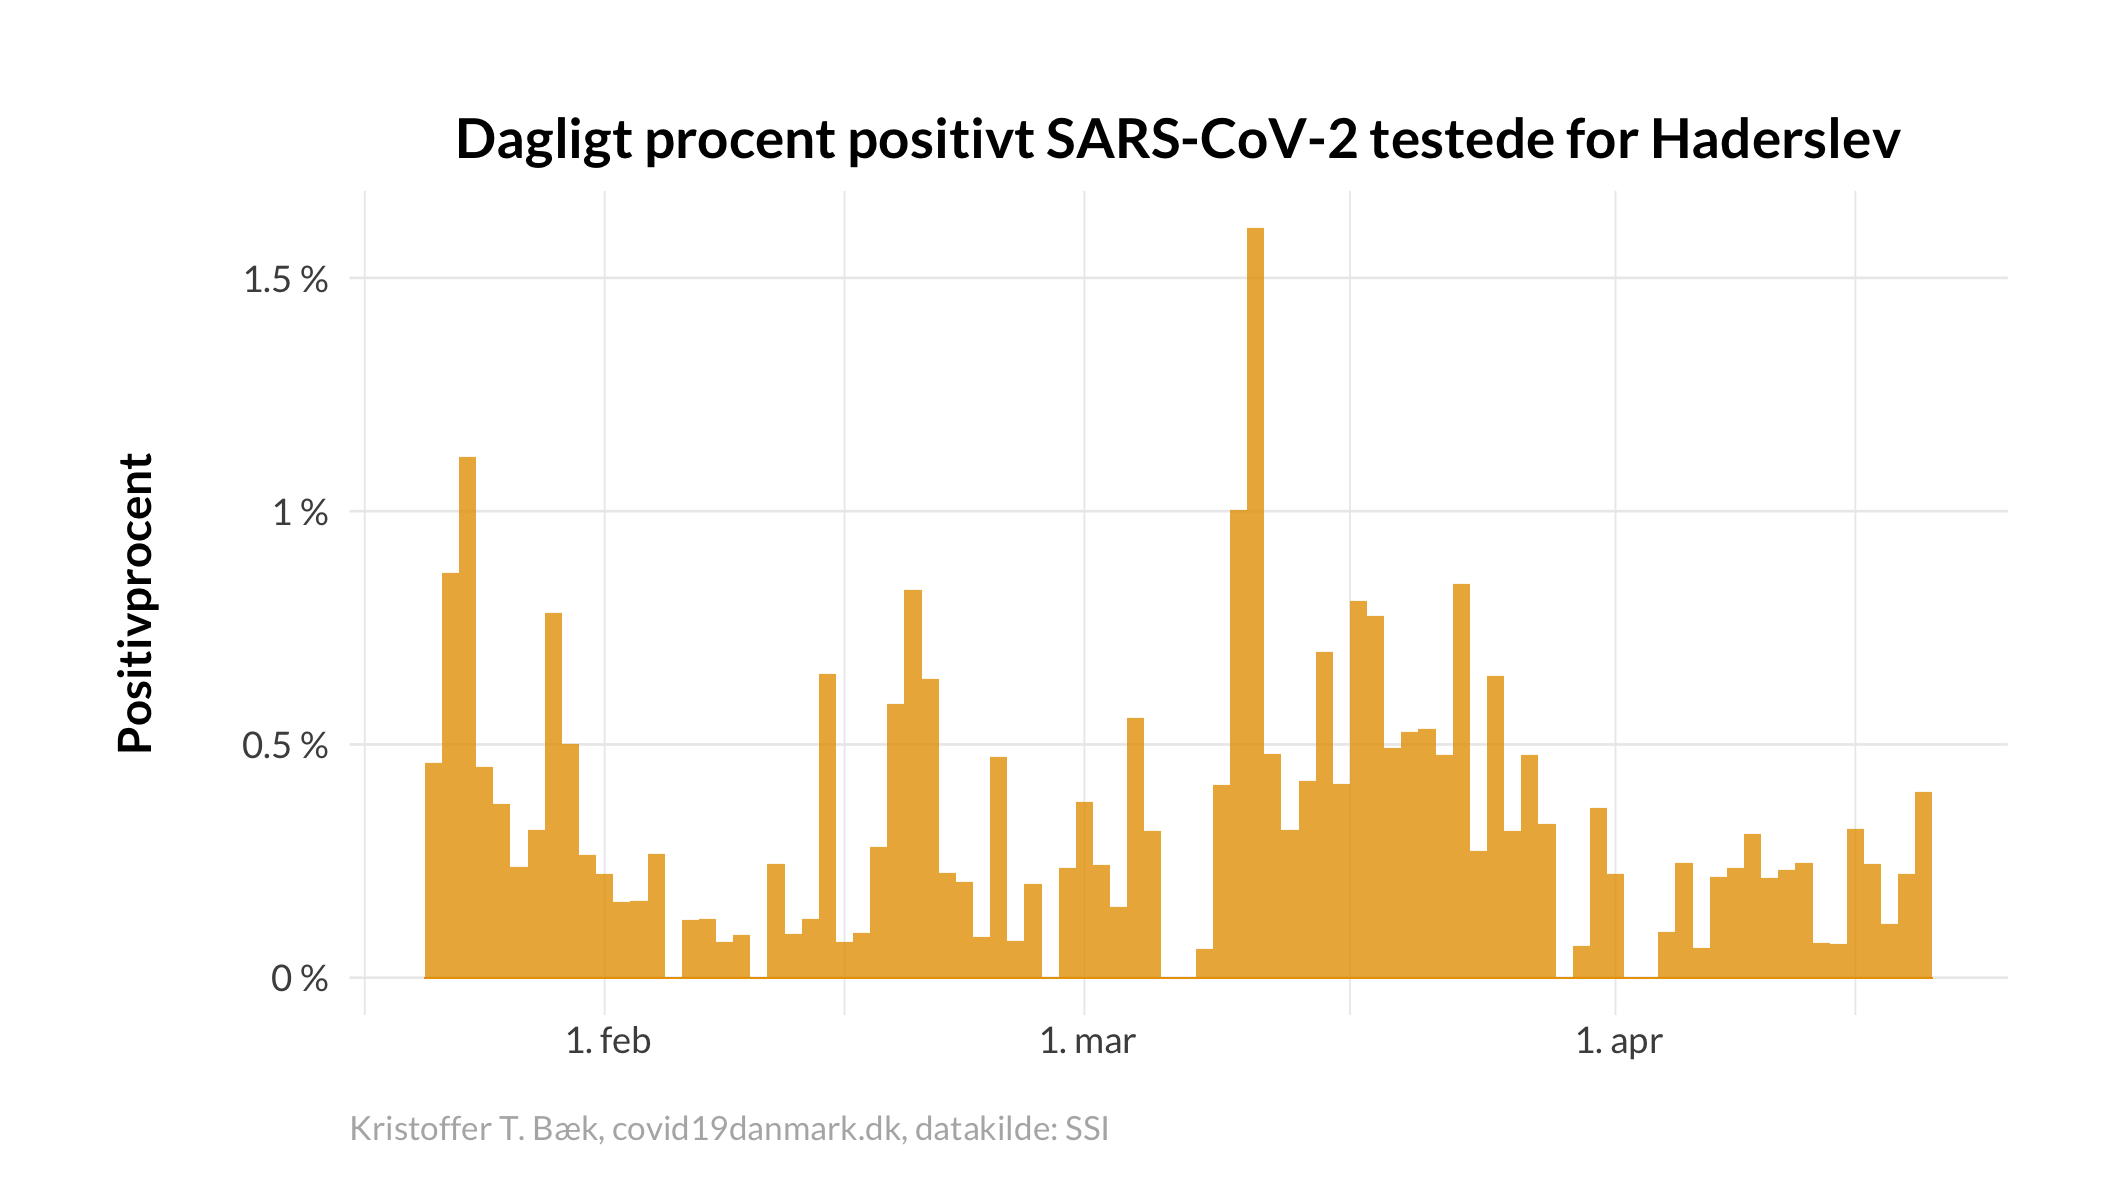 Dagligt procent positivt SARS-CoV-2 testede for Haderslev
Positivprocent
1.5 %
1 %
0.5 %
0 %
1. feb
1. mar
1. apr
Kristoffer T. Bæk, covid19danmark.dk, datakilde: SSI